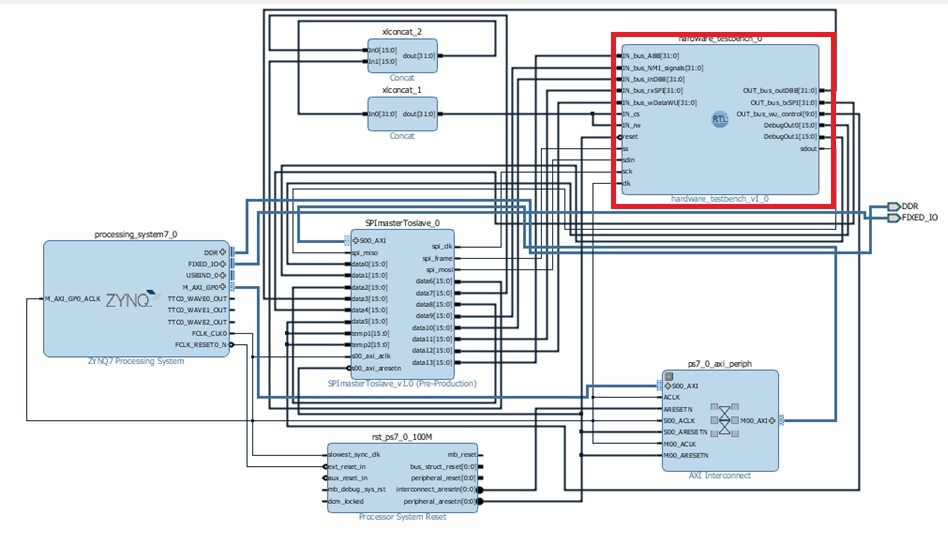 xlconcat_2
In0[15:0]
In1[15:0]
dout[31:0]
Concat
xlconcat_1
In0[31:0]
dout[31:0]
Concat
hardware_testbench_0
IN_bus_ABB[31:0]
IN_bus_NMI_signals[31:0]
IN_bus_inDBB[31:0]
IN_bus_rxSPI[31:0]
IN_bus_wDataWU[31:0]
IN_cs
IN_rw
reset
ss
sdin
sck
clk
OUT_bus_outDBB[31:0]
OUT_bus_txSPI[31:0]
OUT_bus_wu_control[9:0]
DebugOut0[15:0]
DebugOut1[15:0]
sdout
RTL
hardware_testbench_v1_0
DDR
FIXED_IO
processing_system7_0
M_AXI_GP0_ACLK
ZYNQ
DDR
FIXED_IO
USBIND_0
M_AXI_GP0
TTC0_WAVE0_OUT
TTC0_WAVE1_OUT
TTC0_WAVE2_OUT
FCLK_CLK0
FCLK_RESET0_N
ZYNQ7 Processing System
SPImasterToslave_0
S00_AXI
spi_miso
data0[15:0]
data1[15:0]
data2[15:0]
data3[15:0]
data4[15:0]
data5[15:0]
temp1[15:0]
temp2[15:0]
s00_axi_aclk
s00_axi_aresetn
spi_clk
spi_frame
spi_mosi
data6[15:0]
data7[15:0]
data8[15:0]
data9[15:0]
data10[15:0]
data11[15:0]
data12[15:0]
data13[15:0]
SPImasterToslave_v1.0 (Pre-Production)
ps7_0_axi_periph
S00_AXI
ACLK
ARESETN
S00_ACLK
S00_ARESETN
M00_ACLK
M00_ARESETN
M00_AXI
AXI Interconnect
rst_ps7_0_100M
slowest_sync_clk
ext_reset_in
aux_reset_in
mb_debug_sys_rst
dcm_locked
mb_reset
bus_struct_reset[0:0]
peripheral_reset[0:0]
interconnect_aresetn[0:0]
peripheral_aresetn[0:0]
Processor System Reset